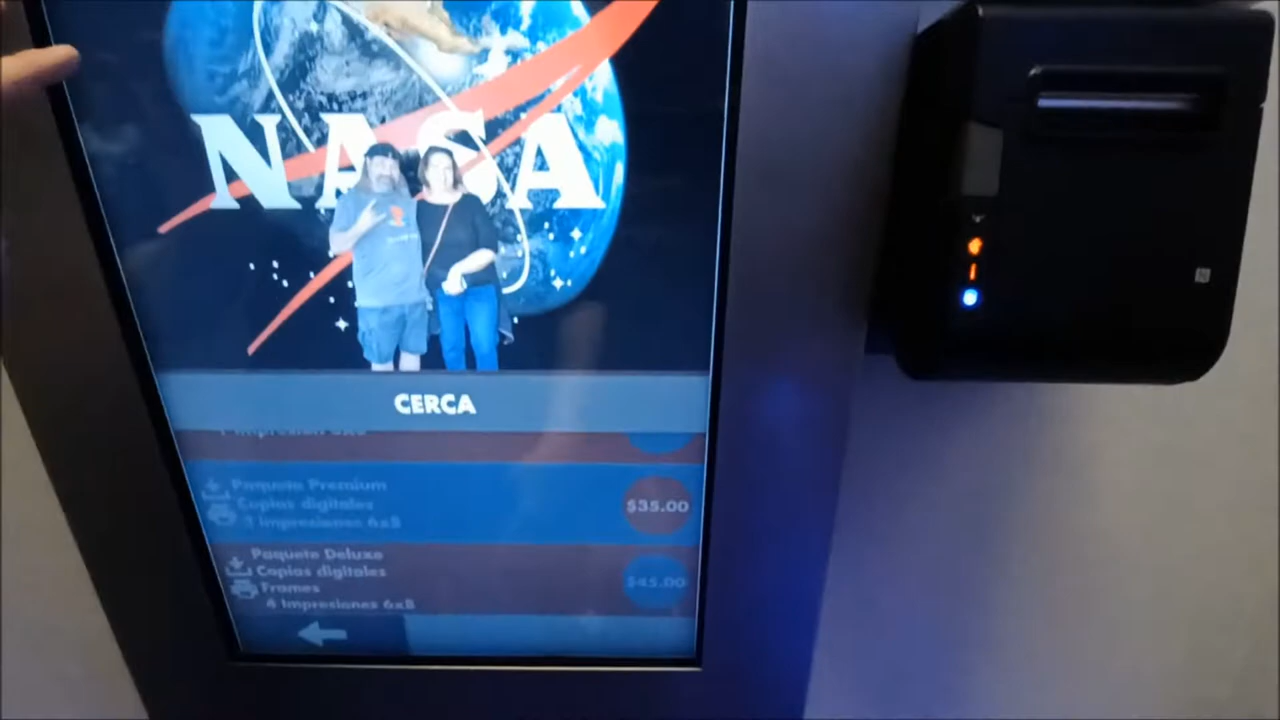 NASA
CERCA
Paquete Premium
Copias digitales
3 Impresiones 6x8
$35.00
Paquete Deluxe
Copias digitales
Frames
4 Impresiones 6x8
$45.00